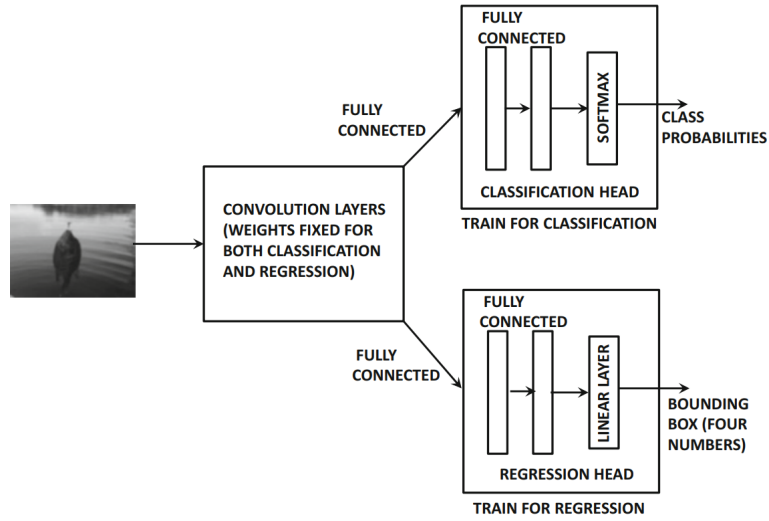 FULLY
CONNECTED
SOFTMAX
CLASS
PROBABILITIES
CLASSIFICATION HEAD
TRAIN FOR CLASSIFICATION
FULLY
CONNECTED
CONVOLUTION LAYERS
(WEIGHTS FIXED FOR
BOTH CLASSIFICATION
AND REGRESSION)
FULLY
CONNECTED
FULLY
CONNECTED
LINEAR LAYER
BOUNDING
BOX (FOUR
NUMBERS)
REGRESSION HEAD
TRAIN FOR REGRESSION